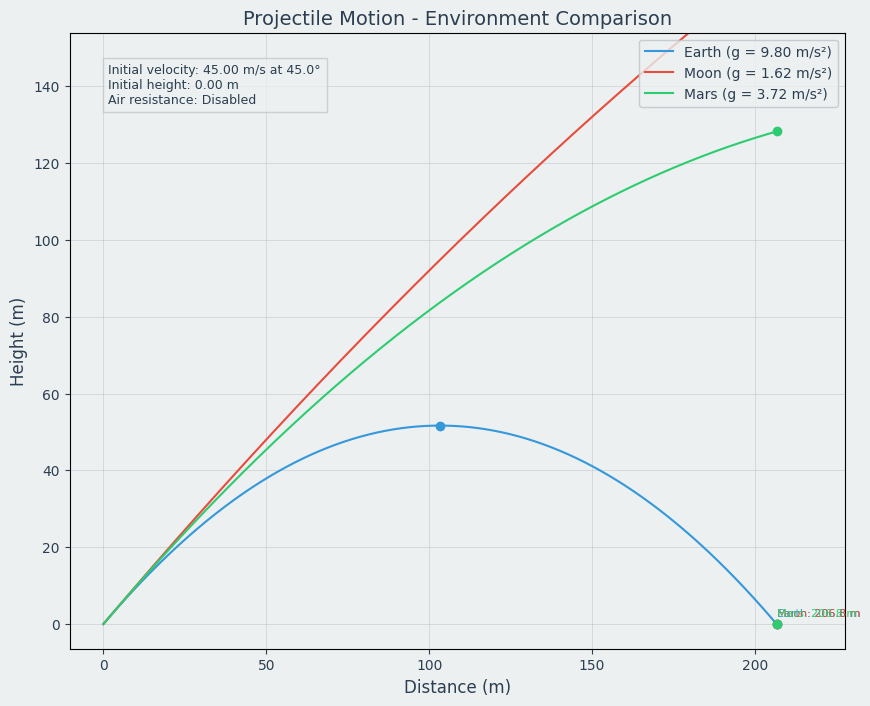 Projectile Motion - Environment Comparison
Initial velocity: 45.00 m/s at 45.0°
Initial height: 0.00 m
Air resistance: Disabled
Earth (g = 9.80 m/s²)
Moon (g = 1.62 m/s²)
Mars (g = 3.72 m/s²)
Height (m)
140
120
100
80
60
40
20
0
0
50
100
150
200
Distance (m)